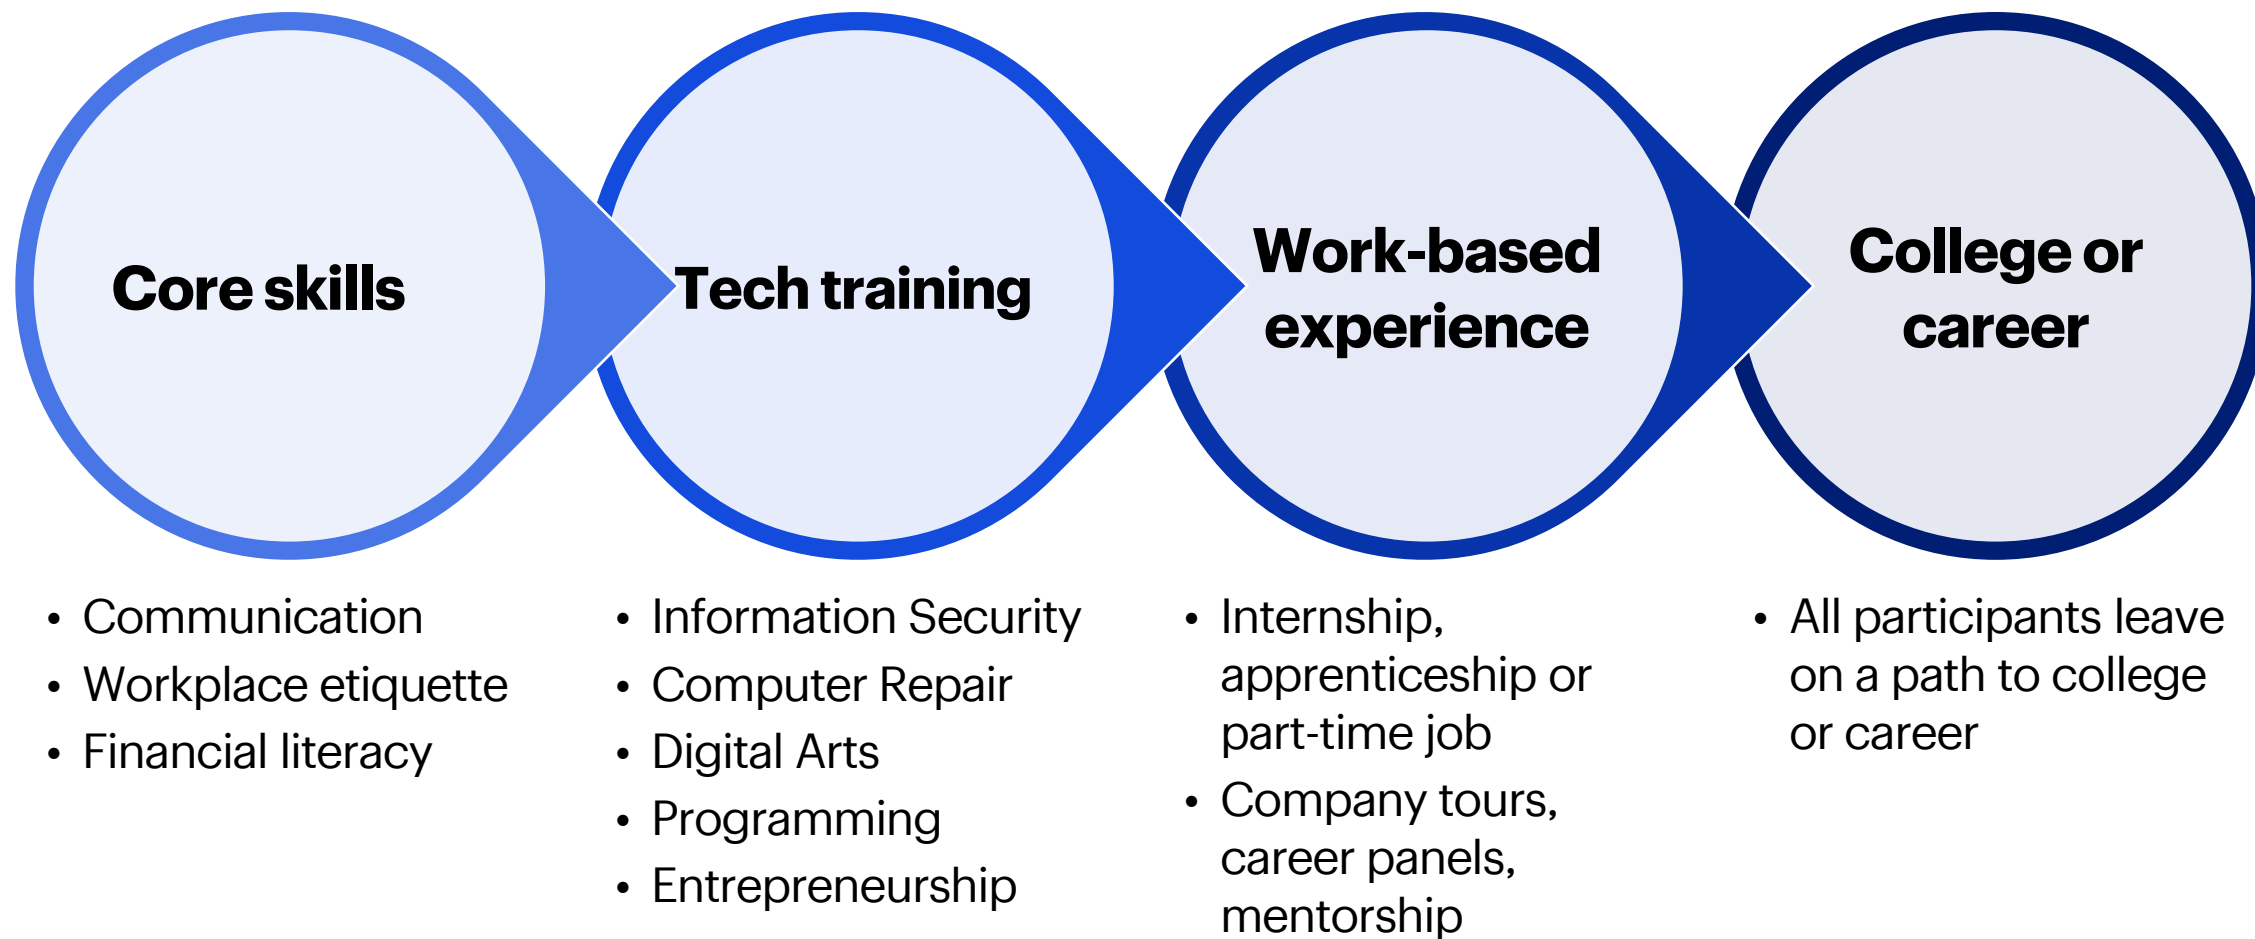 Core skills
Tech training
Work-based
experience
College or
career
• Communication
• Workplace etiquette
• Financial literacy
• Information Security
• Computer Repair
• Digital Arts
• Programming
• Entrepreneurship
• Internship,
apprenticeship or
part-time job
• Company tours,
career panels,
mentorship
• All participants leave
on a path to college
or career